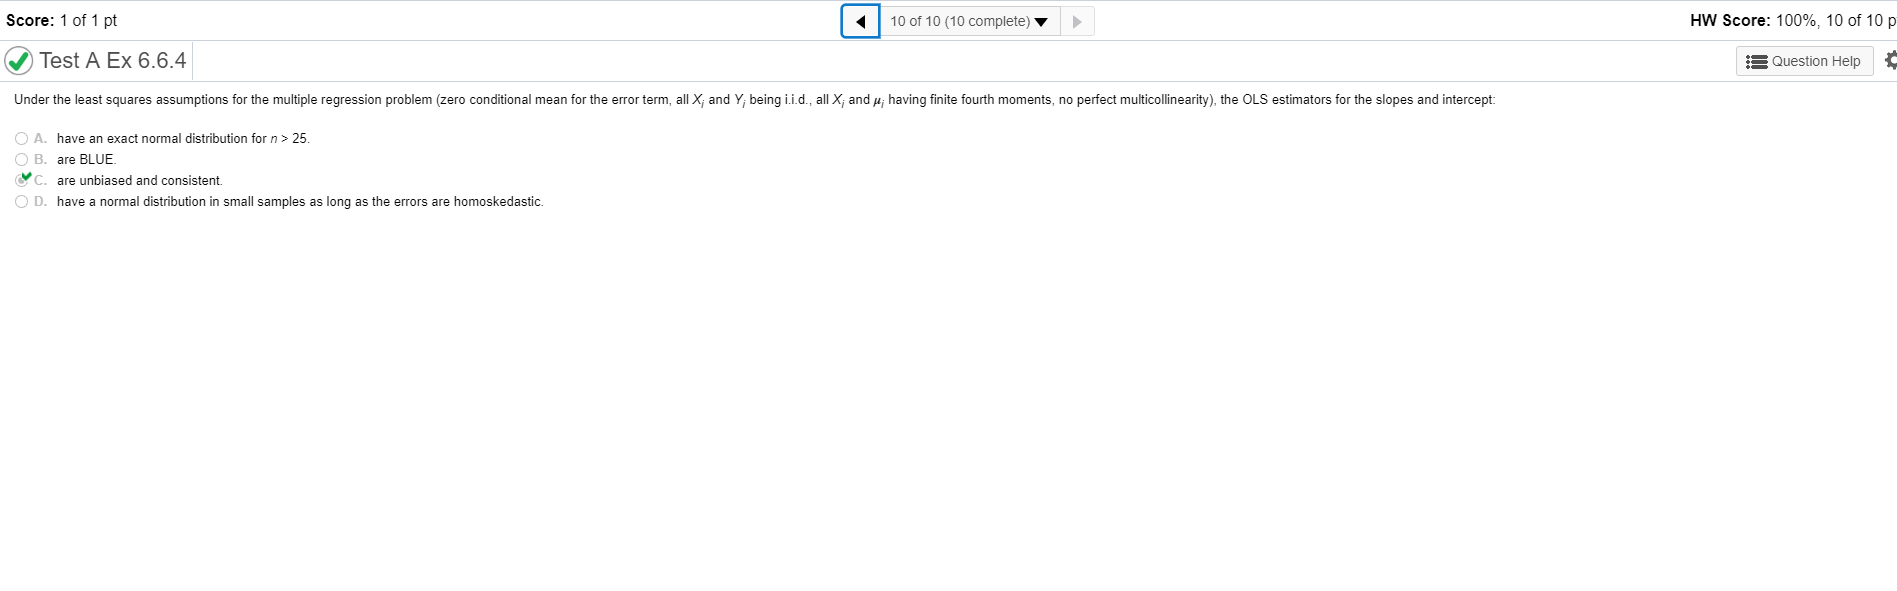 Score: 1 of 1 pt
10 of 10 (10 complete)
HW Score: 100%, 10 of 10 p
Test A Ex 6.6.4
Question Help
Under the least squares assumptions for the multiple regression problem (zero conditional mean for the error term, all Xi and Yi being i.i.d., all Xi and μi having finite fourth moments, no perfect multicollinearity), the OLS estimators for the slopes and intercept:
A. have an exact normal distribution for n > 25.
B. are BLUE.
C. are unbiased and consistent.
D. have a normal distribution in small samples as long as the errors are homoskedastic.